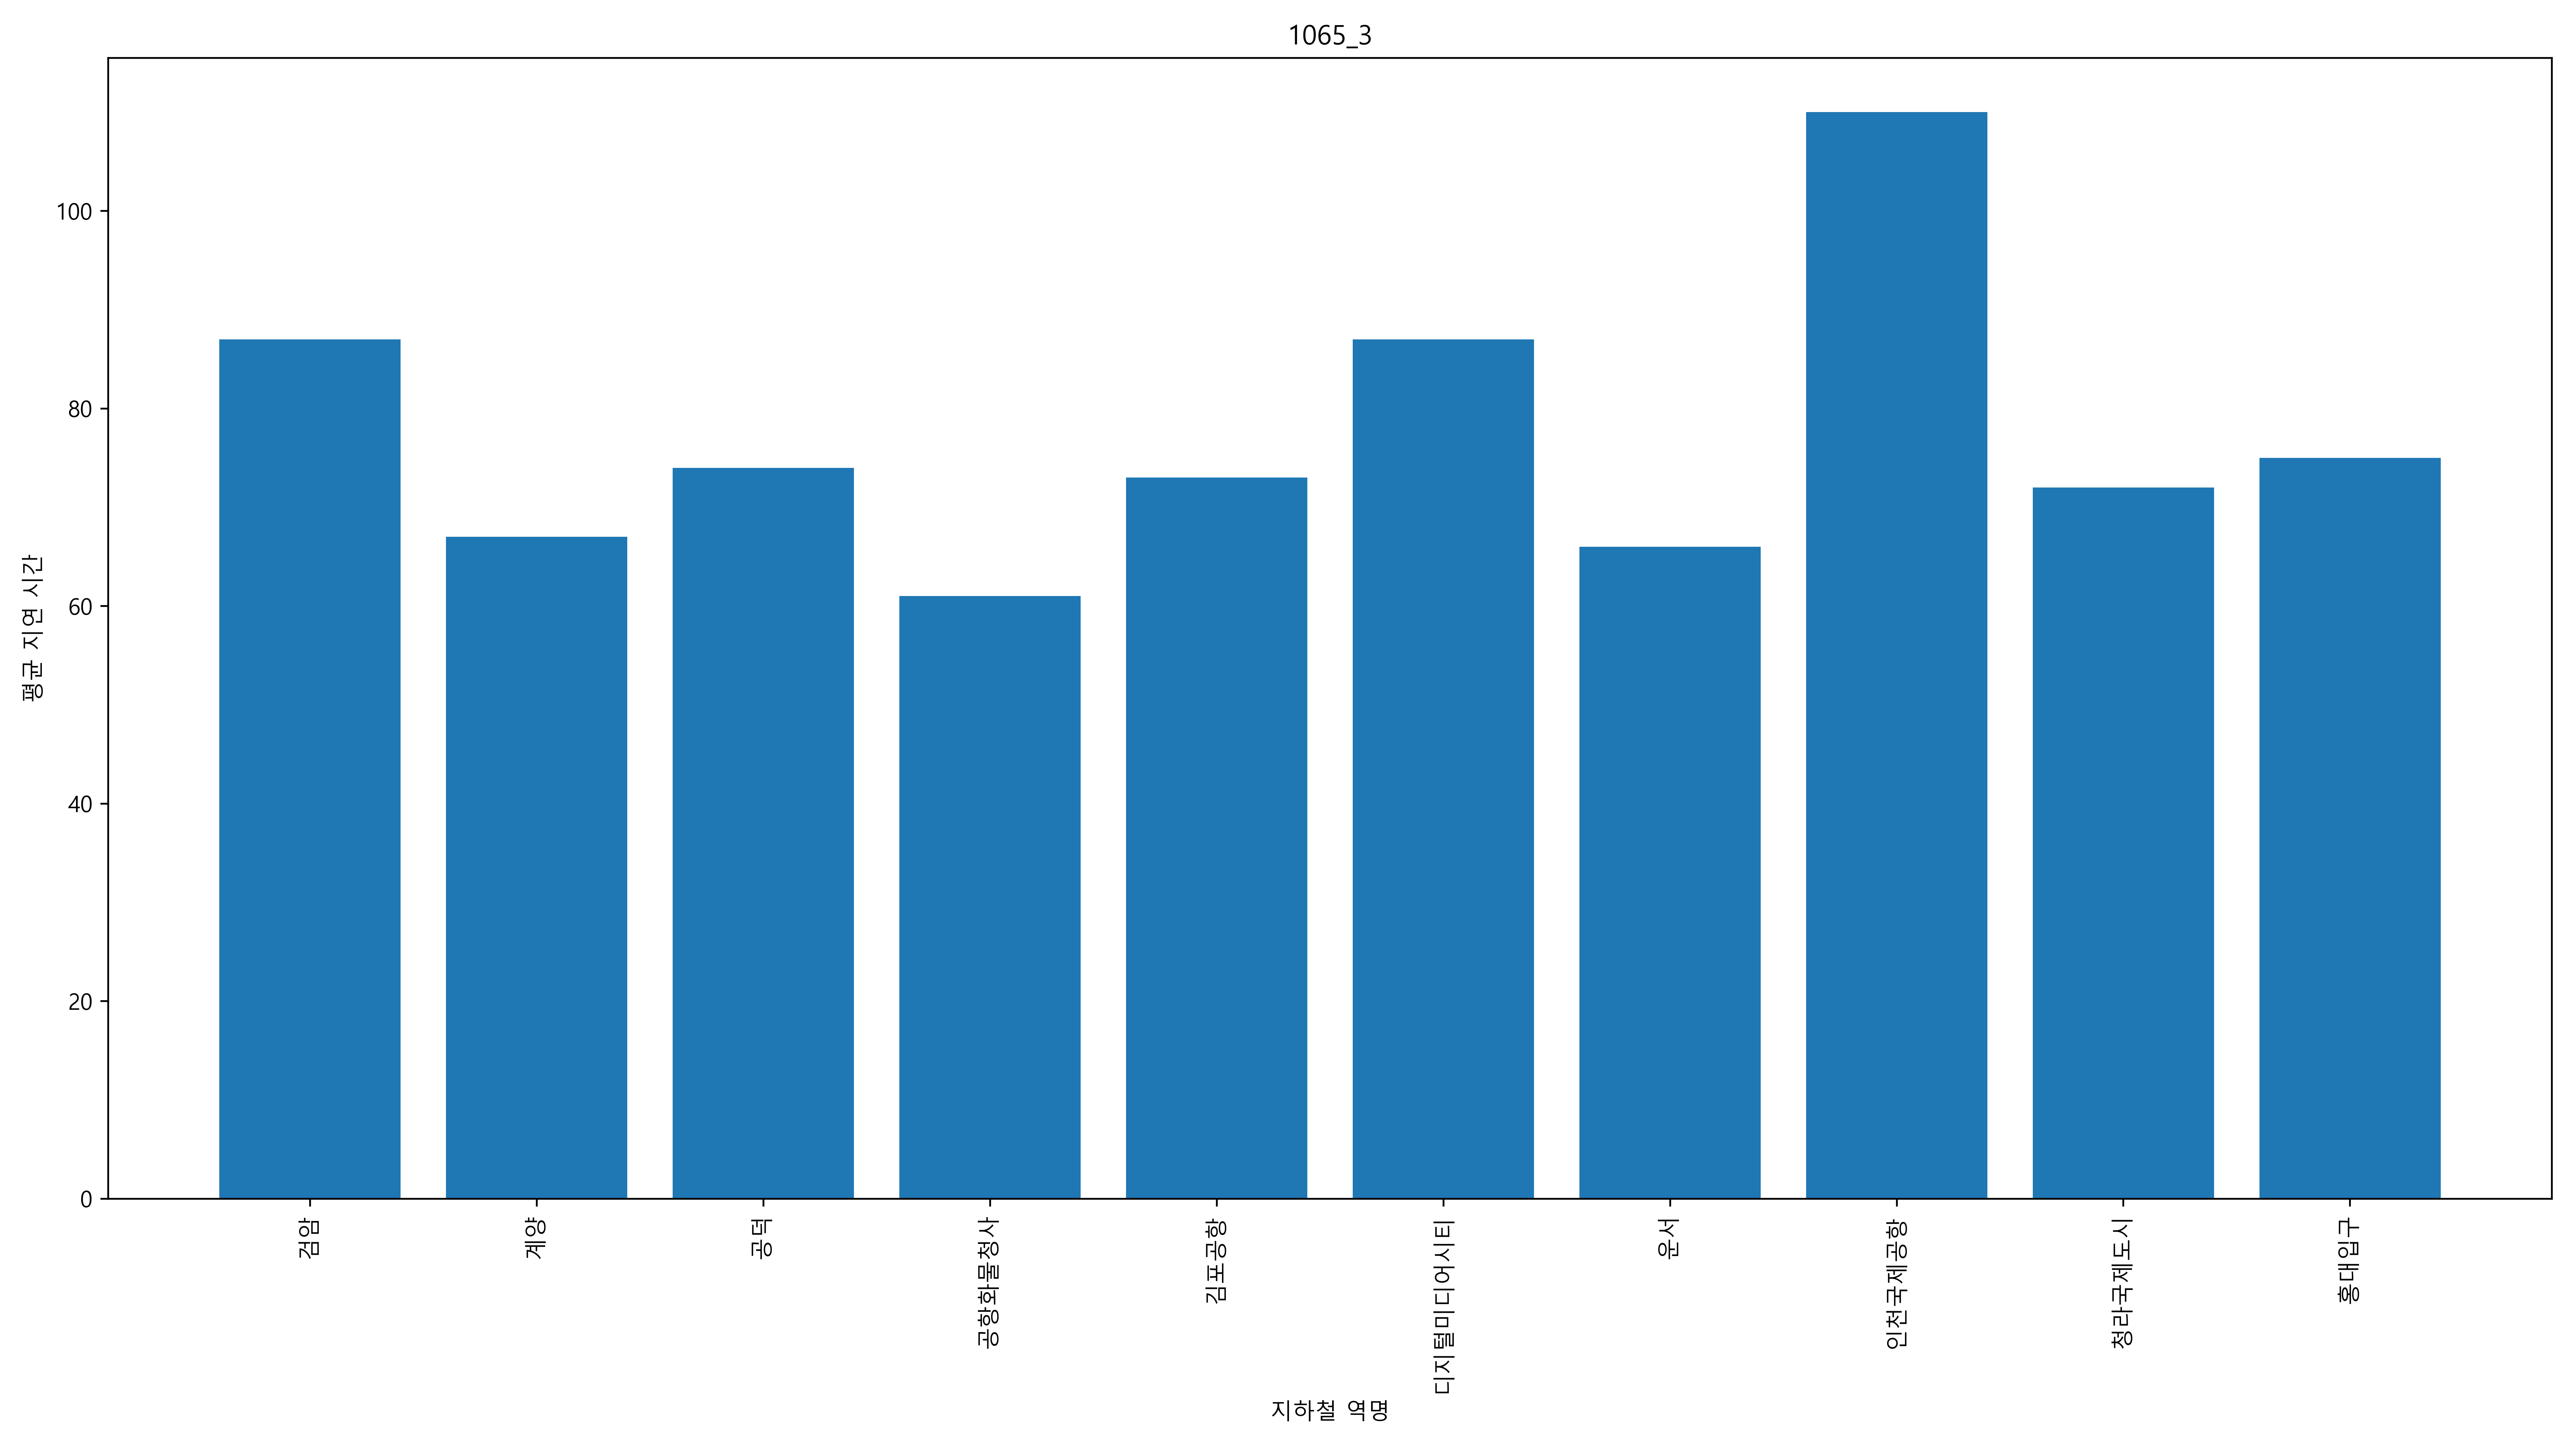 1065_3
평균 지연 시간
100
80
60
40
20
0
검암
계양
공덕
공항화물청사
김포공항
디지털미디어시티
운서
인천국제공항
청라국제도시
홍대입구
지하철 역명